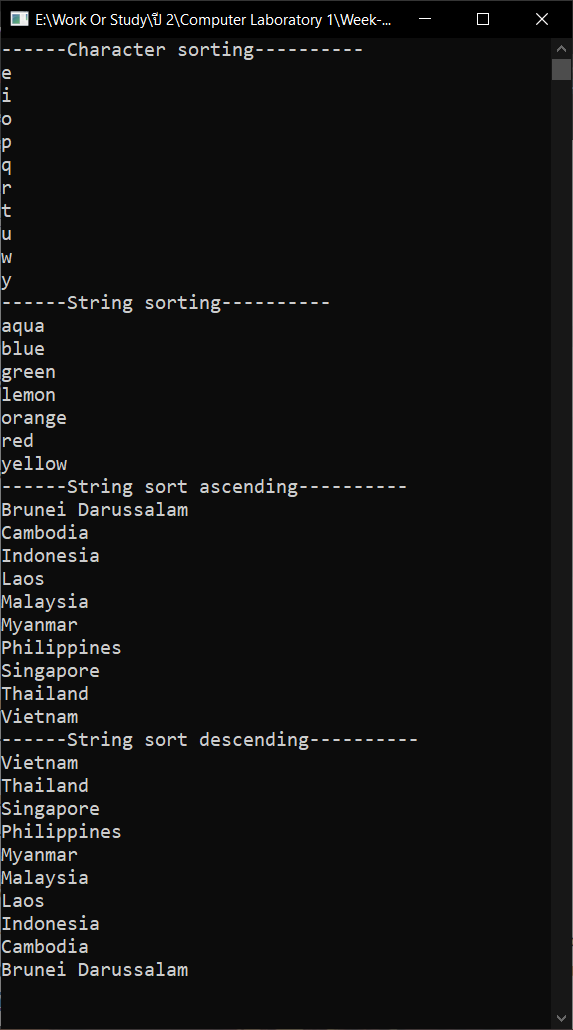 E:\Work Or Study\ปี 2\Computer Laboratory 1\Week-...
------Character sorting----------
e
i
o
p
q
r
t
u
w
y
------String sorting----------
aqua
blue
green
lemon
orange
red
yellow
------String sort ascending----------
Brunei Darussalam
Cambodia
Indonesia
Laos
Malaysia
Myanmar
Philippines
Singapore
Thailand
Vietnam
------String sort descending----------
Vietnam
Thailand
Singapore
Philippines
Myanmar
Malaysia
Laos
Indonesia
Cambodia
Brunei Darussalam